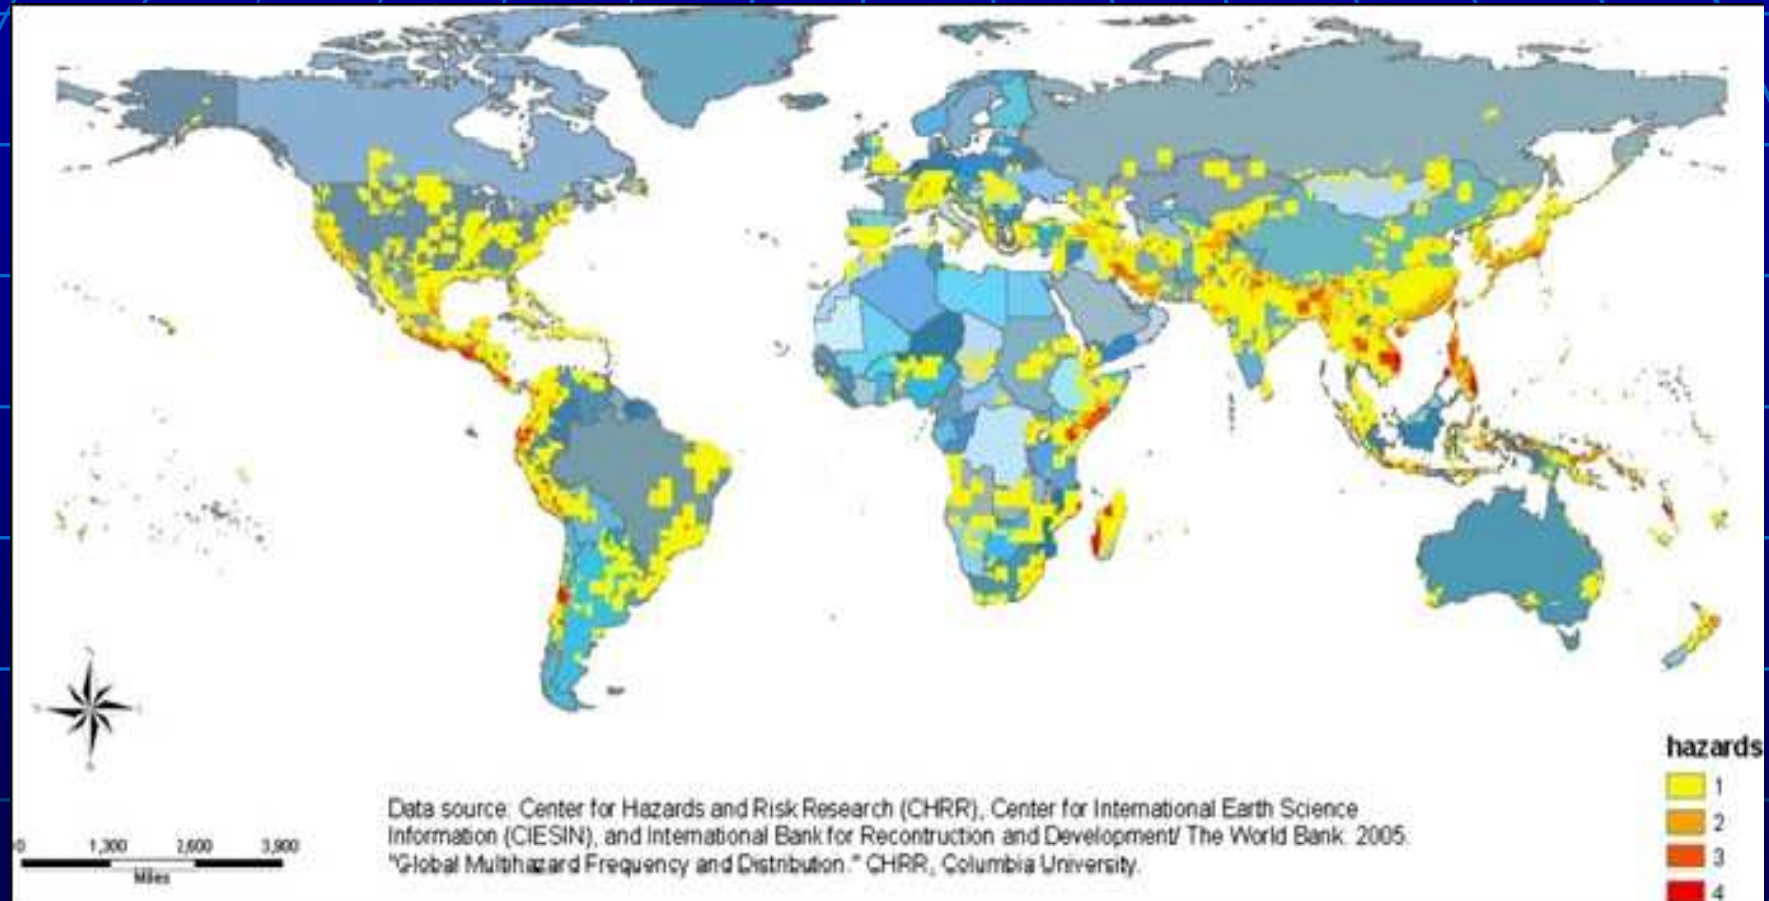 Data source: Center for Hazards and Risk Research (CHRR), Center for International Earth Science
Information (CIESIN), and International Bank for Recontruction and Development/ The World Bank. 2005.
"Global Multihazard Frequency and Distribution." CHRR, Columbia University.
0 1,300 2,600 3,900
Miles
hazards
1
2
3
4